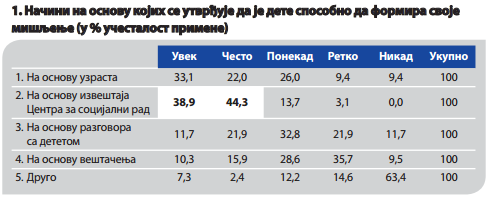 1. Начини на основу којих се утврђује да је дете способно да формира своје
мишљење (у % учесталост примене)
Увек Често Понекад Ретко Никад Укупно
1. На основу узраста 33,1 22,0 26,0 9,4 9,4 100
2. На основу извештаја
Центра за социјални рад 38,9 44,3 13,7 3,1 0,0 100
3. На основу разговора
са дететом 11,7 21,9 32,8 21,9 11,7 100
4. На основу вештачења 10,3 15,9 28,6 35,7 9,5 100
5. Друго 7,3 2,4 12,2 14,6 63,4 100